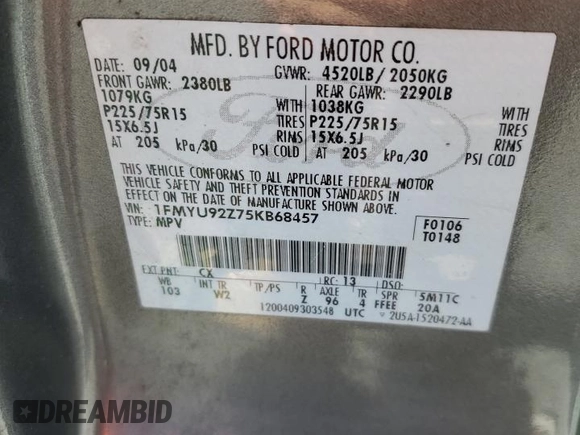 MFD. BY FORD MOTOR CO.
DATE: 09/04 GVWR: 4520LB/ 2050KG
FRONT GAWR: 2380LB REAR GAWR: 2290LB
1079KG WITH 1038KG WITH
P225/75R15 TIRES P225/75R15 TIRES
15X6.5J RIMS 15X6.5J RIMS
AT 205 kPa/30 PSI COLD AT 205 kPa/30 PSI COLD
THIS VEHICLE CONFORMS TO ALL APPLICABLE FEDERAL MOTOR
VEHICLE SAFETY AND THEFT PREVENTION STANDARDS IN
EFFECT ON THE DATE OF MANUFACTURE SHOWN ABOVE.
VIN: 1FMYU92Z75KB68457 F0106
TYPE: MPV T0148
EXT PNT: CX RC: 13 DSO:
WB INT TR TP/PS R AXLE TR SPR 5M11C
103 W2 Z 96 4 FFEE 20A
1200409303548 UTC 2U5A-1520472-AA
Ford
DREAMBID